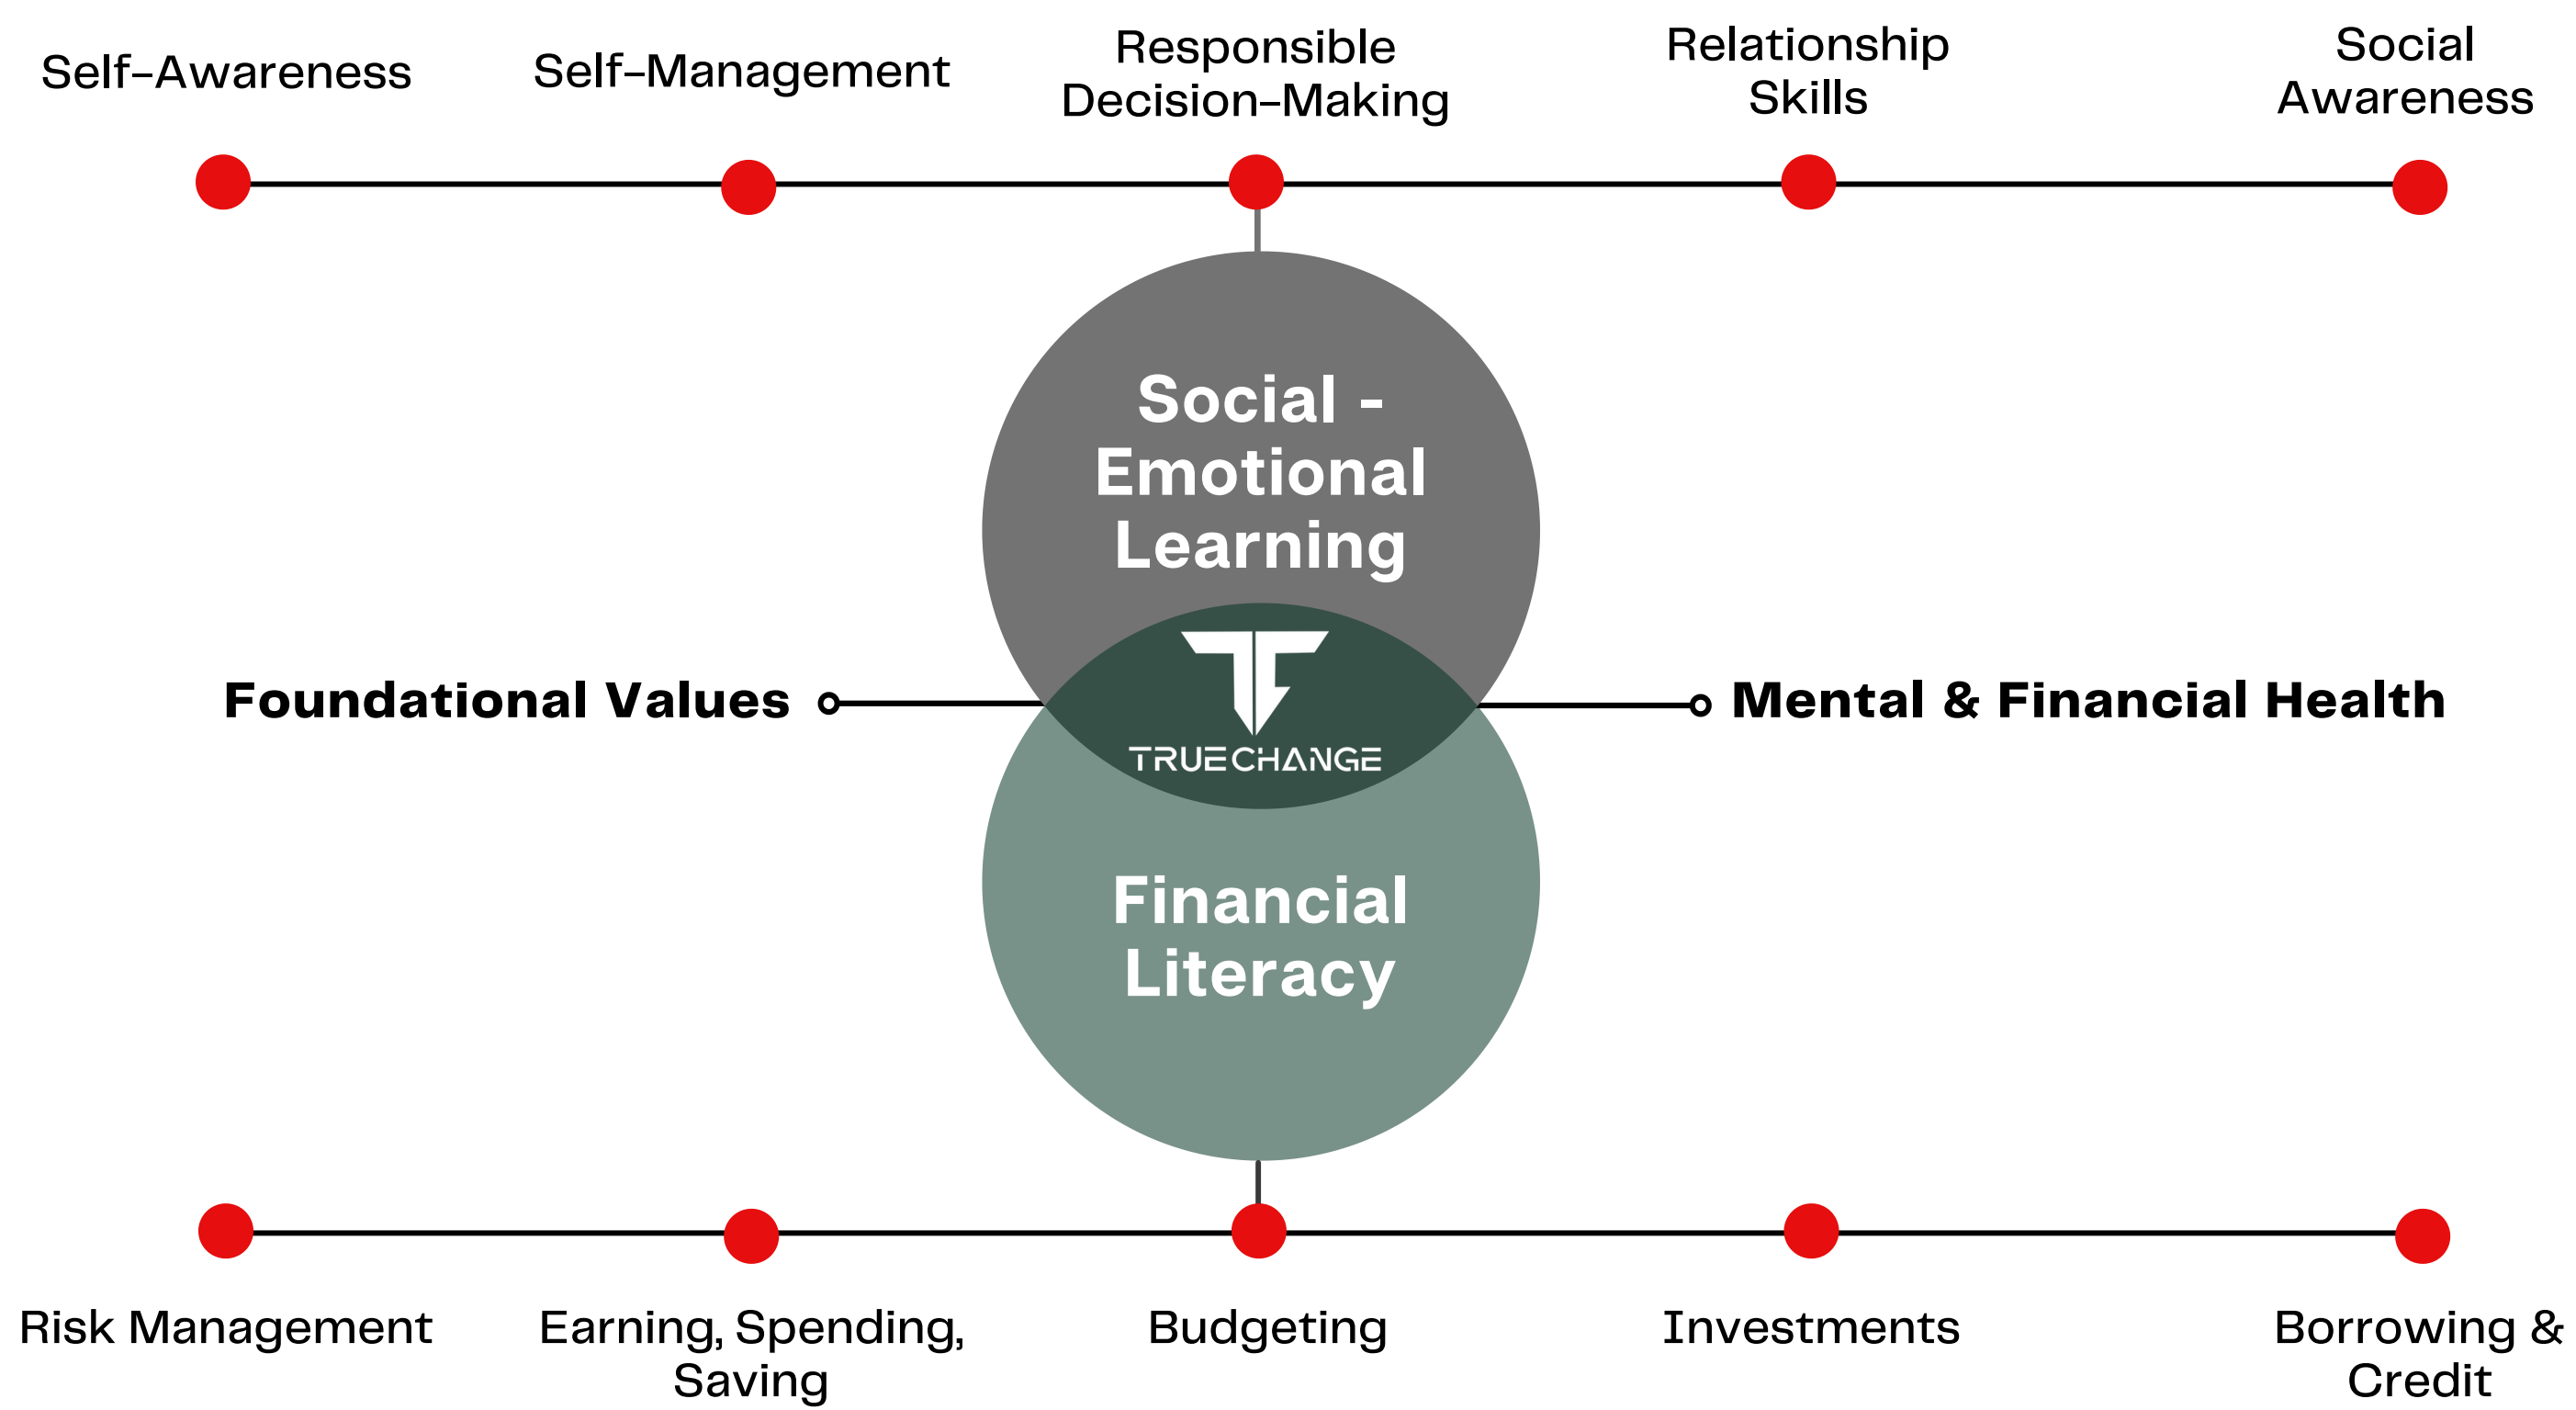 Self-Awareness
Self-Management
Responsible
Decision-Making
Relationship
Skills
Social
Awareness
Social -
Emotional
Learning
Foundational Values
TRUECHANGE
Mental & Financial Health
Financial
Literacy
Risk Management
Earning, Spending,
Saving
Budgeting
Investments
Borrowing &
Credit